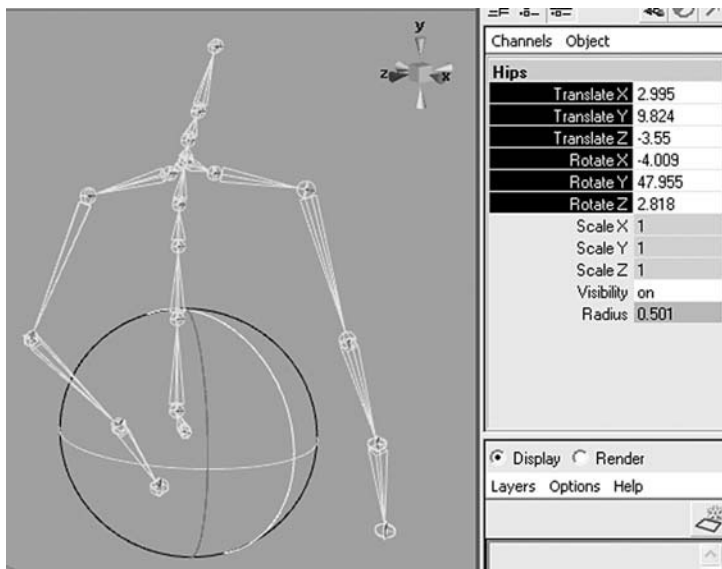 y
z
x
Channels Object
Hips
Translate X 2.995
Translate Y 9.824
Translate Z -3.55
Rotate X -4.009
Rotate Y 47.955
Rotate Z 2.818
Scale X 1
Scale Y 1
Scale Z 1
Visibility on
Radius 0.501
Display Render
Layers Options Help